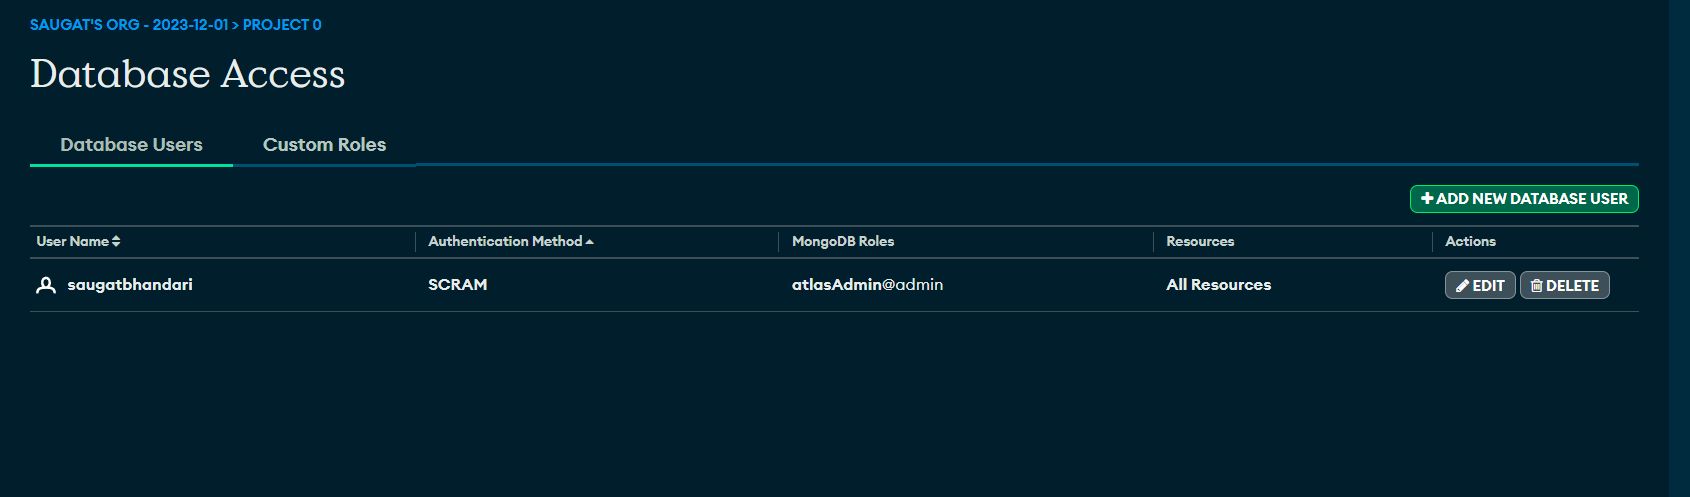 SAUGAT'S ORG - 2023-12-01 > PROJECT 0
Database Access
Database Users Custom Roles
+ ADD NEW DATABASE USER
User Name Authentication Method MongoDB Roles Resources Actions
saugatbhandari SCRAM atlasAdmin@admin All Resources EDIT DELETE